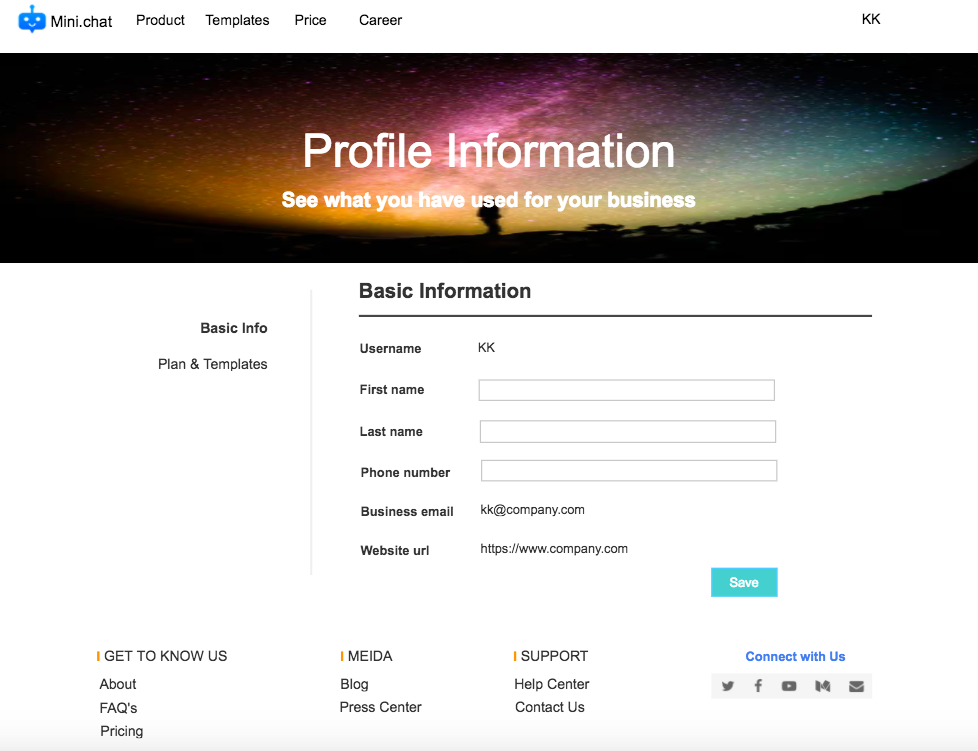 Mini.chat Product Templates Price Career KK
Profile Information
See what you have used for your business
Basic Information
Basic Info
Plan & Templates
Username KK
First name
Last name
Phone number
Business email kk@company.com
Website url https://www.company.com
Save
GET TO KNOW US
About
FAQ's
Pricing
MEIDA
Blog
Press Center
SUPPORT
Help Center
Contact Us
Connect with Us